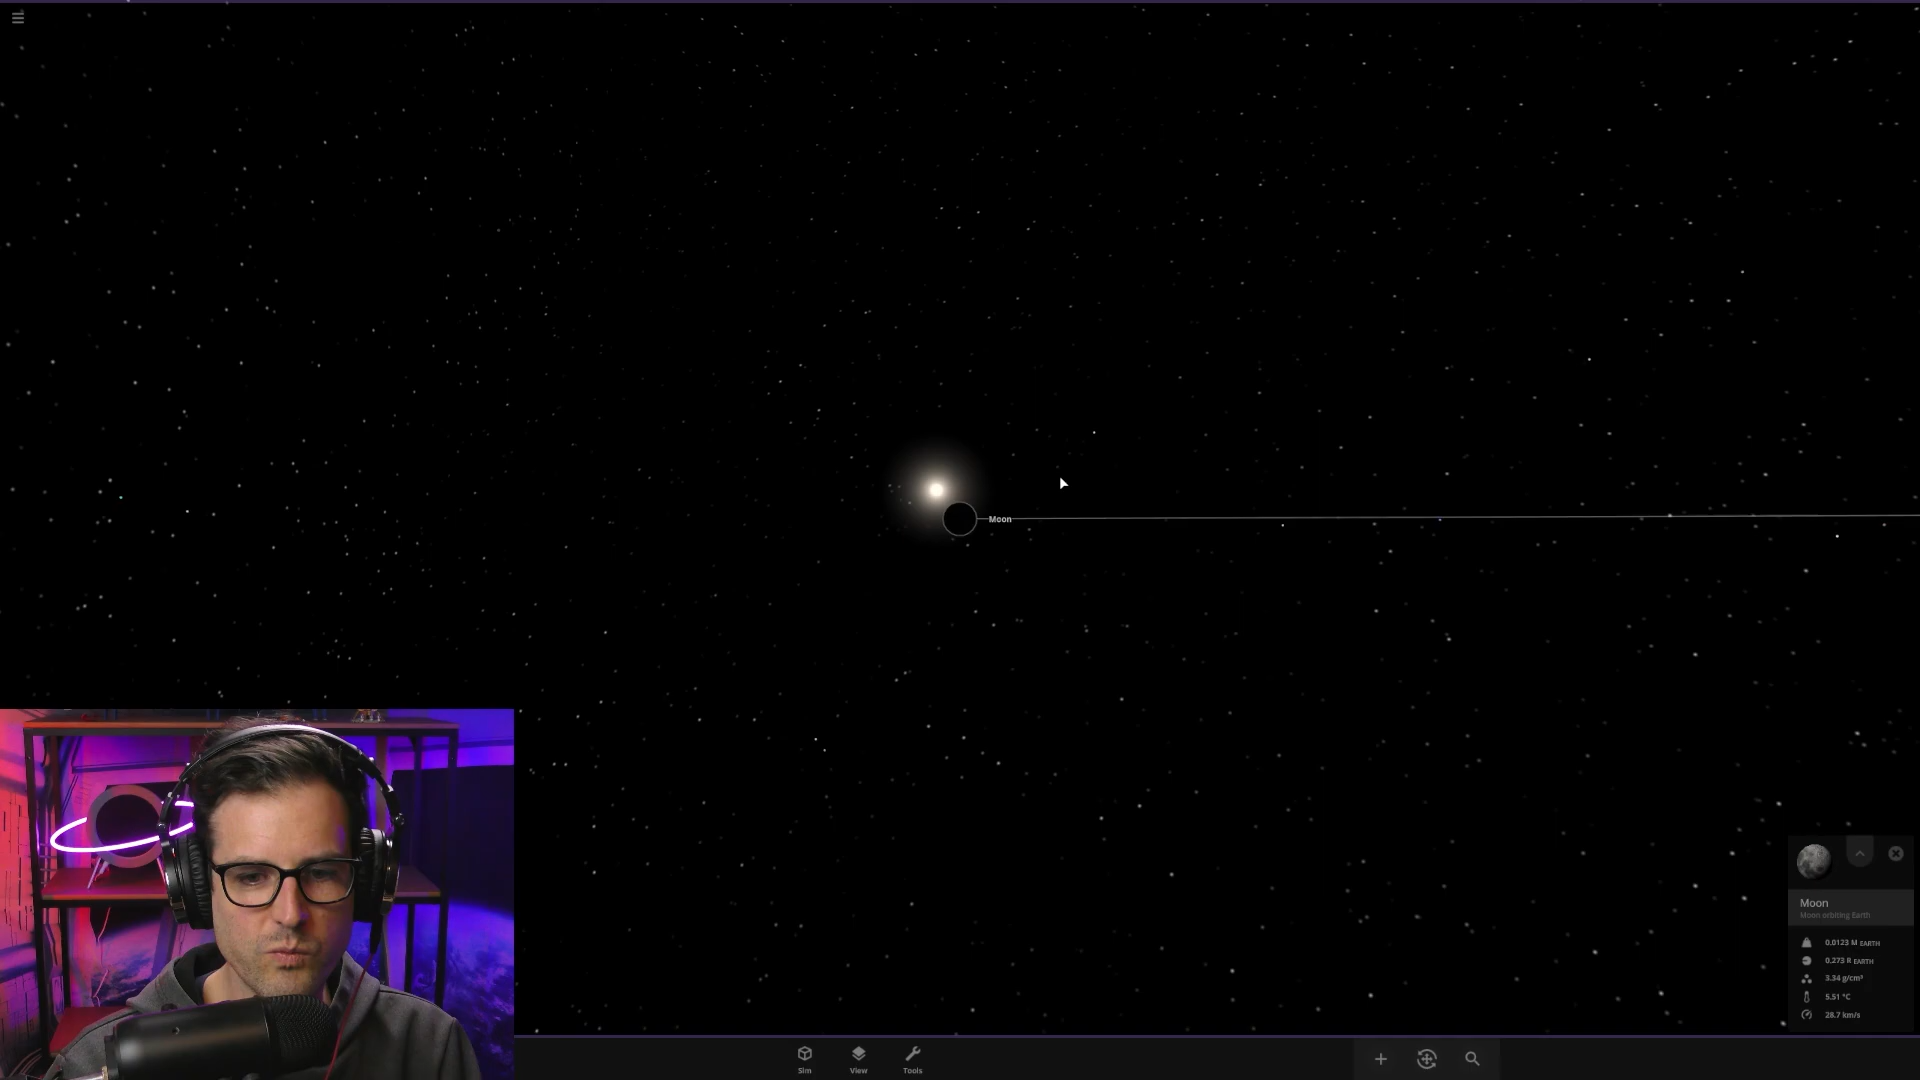 Moon
Moon
Moon orbiting Earth
0.0123 M EARTH
0.273 R EARTH
3.34 g/cm³
5.51 °C
28.7 km/s
Sim
View
Tools